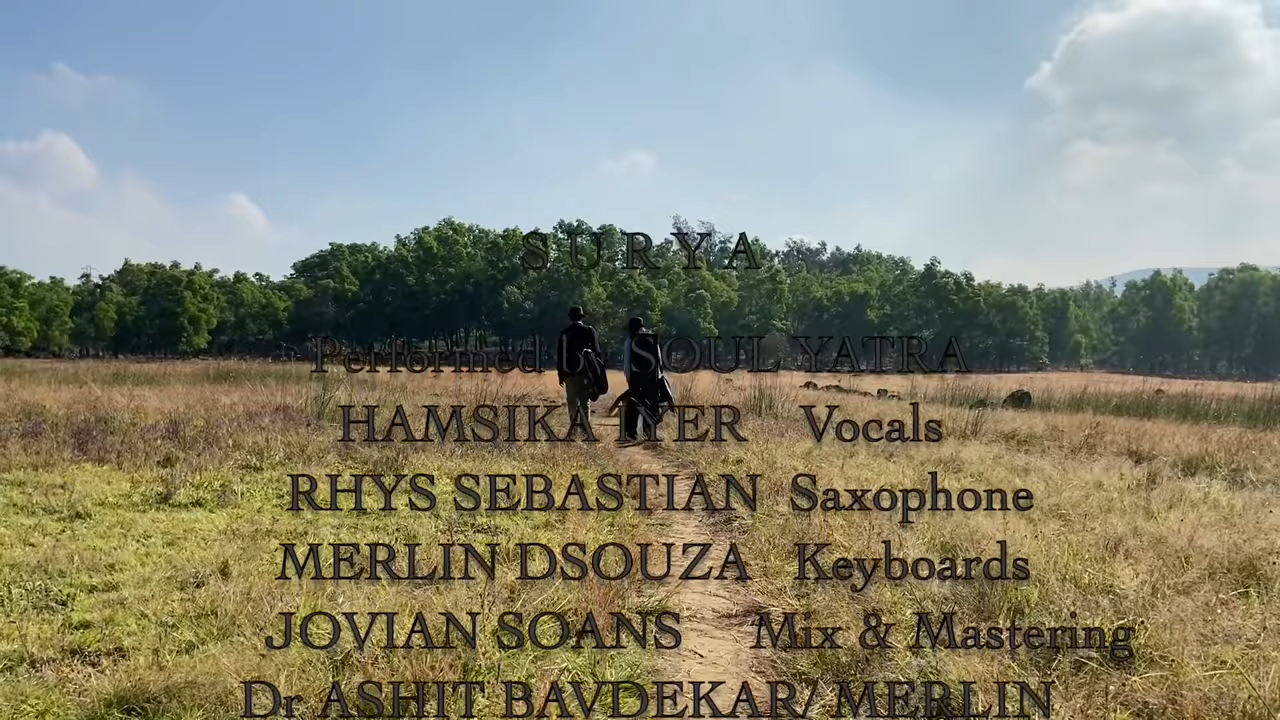 SURYA
Performed by SOUL YATRA
HAMSIKA IYER Vocals
RHYS SEBASTIAN Saxophone
MERLIN DSOUZA Keyboards
JOVIAN SOANS Mix & Mastering
Dr ASHIT BAVDEKAR/ MERLIN